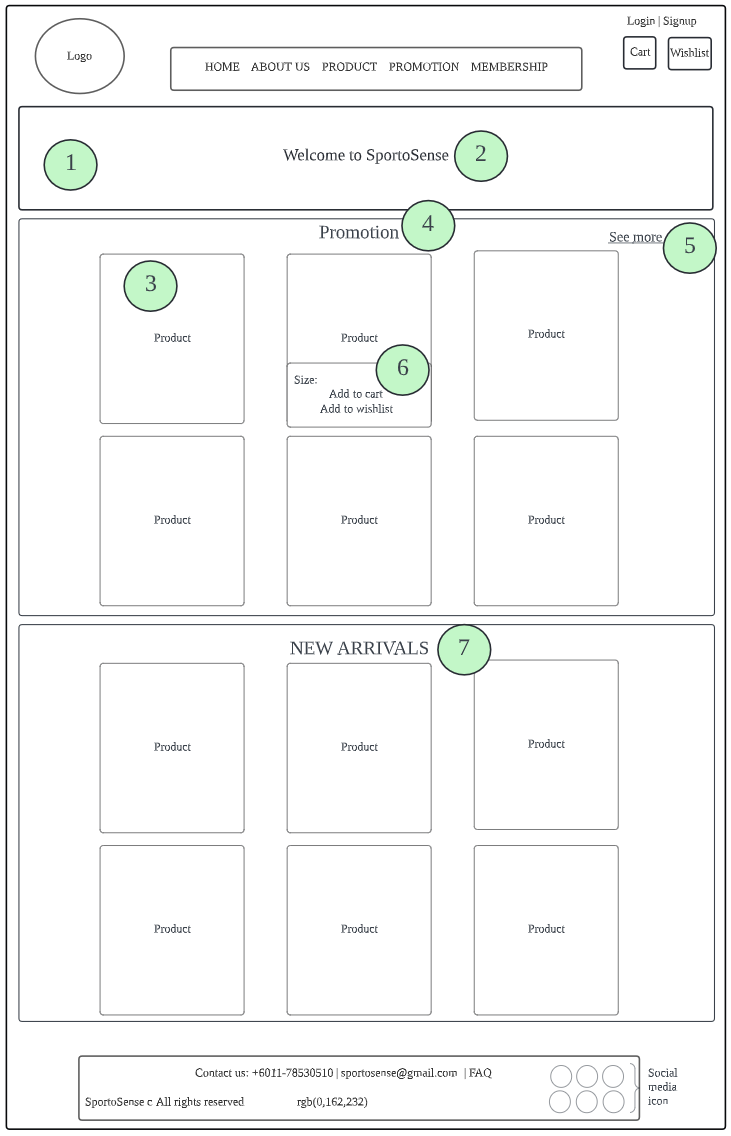 Login | Signup
Logo
Cart
Wishlist
HOME ABOUT US PRODUCT PROMOTION MEMBERSHIP
1
Welcome to SportoSense
2
Promotion
4
See more
5
3
Product
Product
Product
6
Size:
Add to cart
Add to wishlist
Product
Product
Product
NEW ARRIVALS
7
Product
Product
Product
Product
Product
Product
Contact us: +6011-78530510 | sportosense@gmail.com | FAQ
SportoSense c All rights reserved
rgb(0,162,232)
Social
media
icon